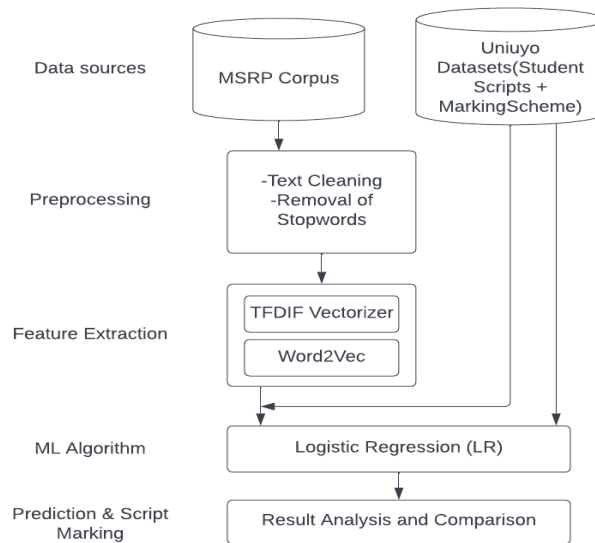 Data sources
MSRP Corpus
Uniuyo
Datasets(Student
Scripts +
MarkingScheme)
Preprocessing
-Text Cleaning
-Removal of
Stopwords
Feature Extraction
TFDIF Vectorizer
Word2Vec
ML Algorithm
Logistic Regression (LR)
Prediction & Script
Marking
Result Analysis and Comparison